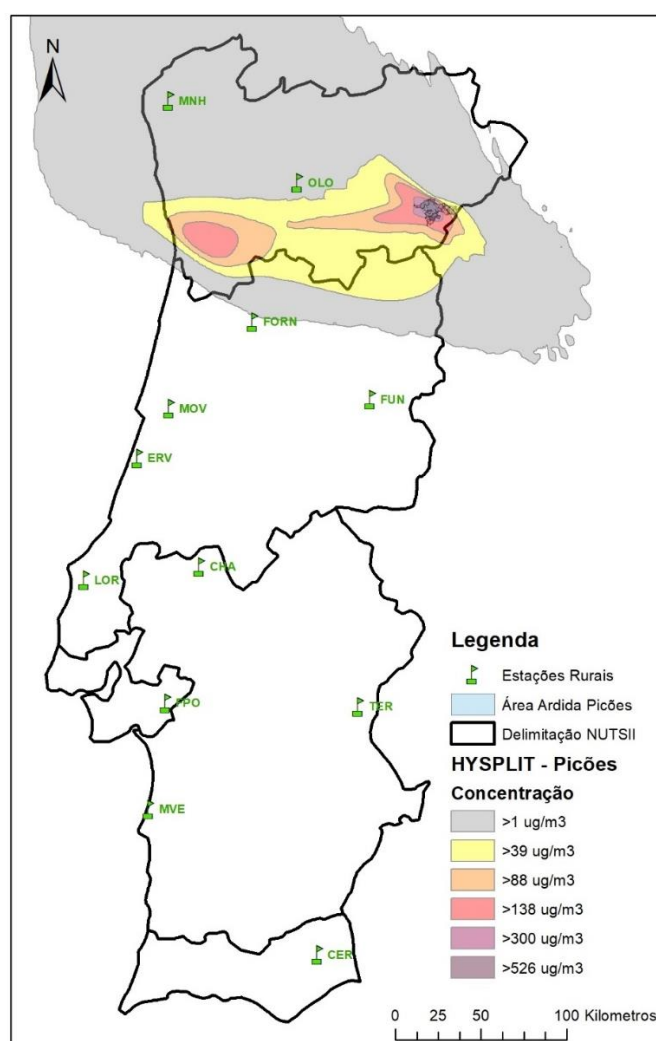 N
MNH
OLO
FORN
MOV
FUN
ERV
LOR
CHA
FPO
TER
MVE
CER
Legenda
Estações Rurais
Área Ardida Picões
Delimitação NUTSII
HYSPLIT - Picões
Concentração
>1 ug/m3
>39 ug/m3
>88 ug/m3
>138 ug/m3
>300 ug/m3
>526 ug/m3
0 25 50 100 Kilometros